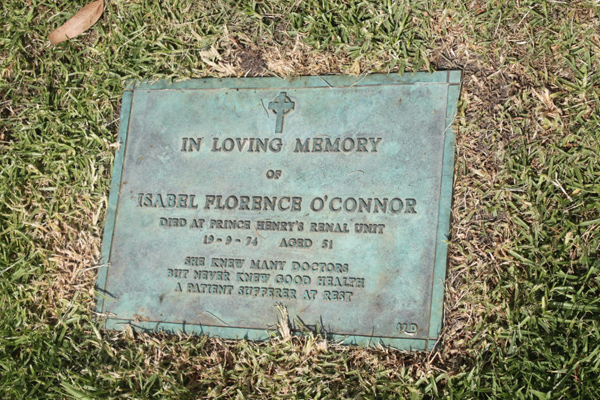 IN LOVING MEMORY
OF
ISABEL FLORENCE O'CONNOR
DIED AT PRINCE HENRY'S RENAL UNIT
19-9-74 AGED 51
SHE KNEW MANY DOCTORS
BUT NEVER KNEW GOOD HEALTH
A PATIENT SUFFERER AT REST